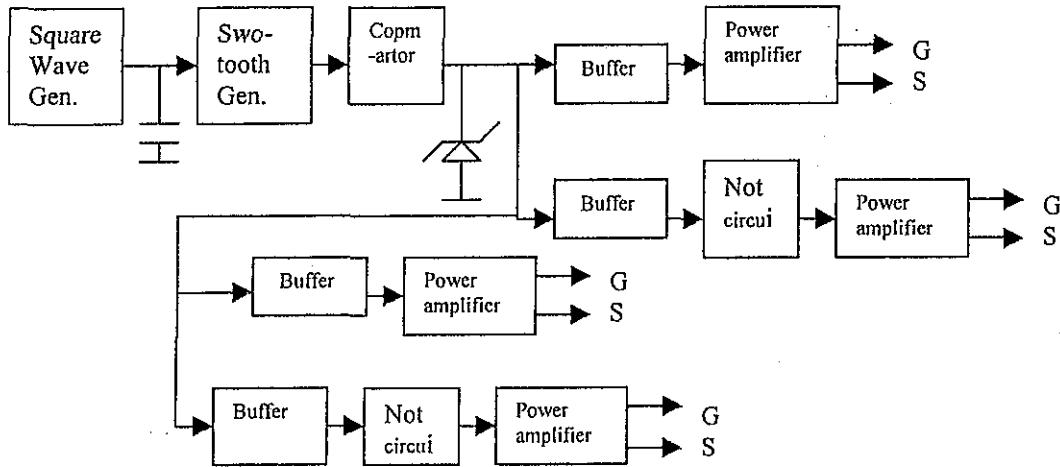 Square
Wave
Gen.
Swo-
tooth
Gen.
Copm
-artor
Buffer
Power
amplifier
G
S
Buffer
Not
circui
Power
amplifier
G
S
Buffer
Power
amplifier
G
S
Buffer
Not
circui
Power
amplifier
G
S